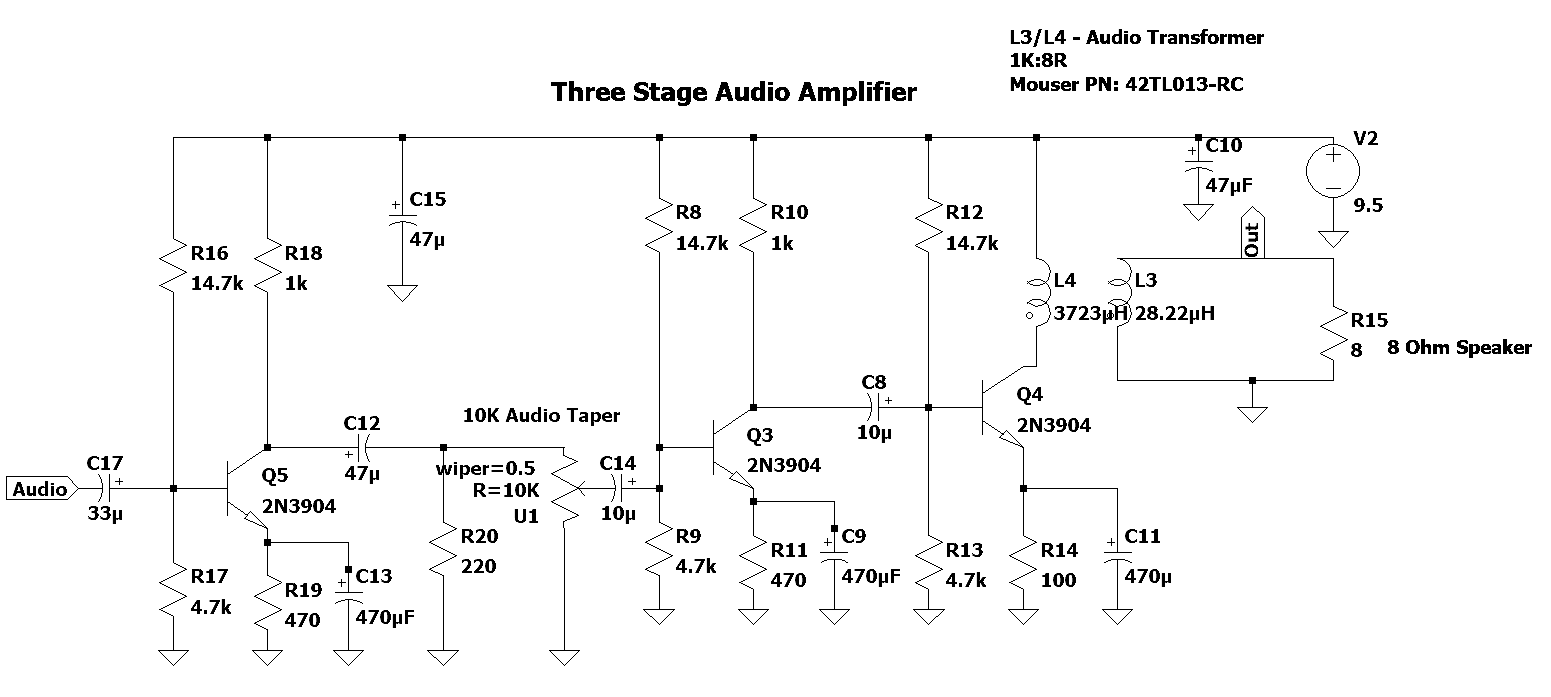 L3/L4 - Audio Transformer
1K:8R
Mouser PN: 42TL013-RC
Three Stage Audio Amplifier
C10
47µF
V2
9.5
C15
47µ
R8
14.7k
R10
1k
R12
14.7k
R16
14.7k
R18
1k
Out
L4
3723µH
L3
28.22µH
R15
8
8 Ohm Speaker
C8
10µ
Q4
2N3904
10K Audio Taper
C12
47µ
Q3
2N3904
wiper=0.5
R=10K
U1
C14
10µ
Audio
C17
33µ
Q5
2N3904
R20
220
R9
4.7k
R11
470
C9
470µF
R13
4.7k
R14
100
C11
470µ
R17
4.7k
R19
470
C13
470µF